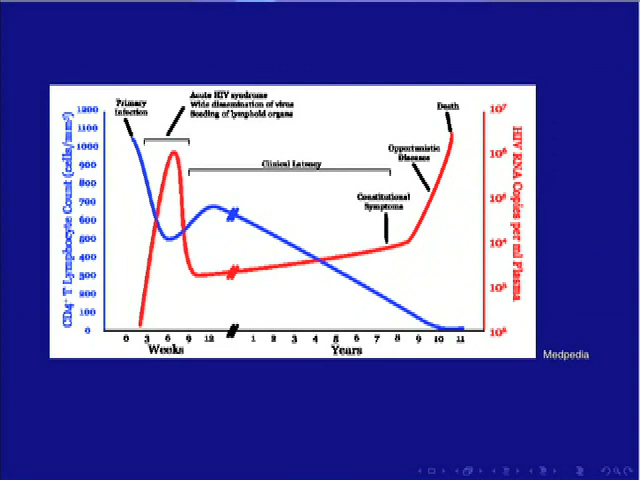 Acute HIV syndrome
Wide dissemination of virus
Seeding of lymphoid organs
Primary
Infection
Death
Opportunistic
Diseases
Clinical Latency
Constitutional
Symptoms
CD4+ T Lymphocyte Count (cells/mm³)
1200
1100
1000
900
800
700
600
500
400
300
200
100
0
HIV RNA Copies per ml Plasma
10⁷
10⁶
10⁵
10⁴
10³
10²
0 3 6 9 12 1 2 3 4 5 6 7 8 9 10 11
Weeks Years
Medpedia